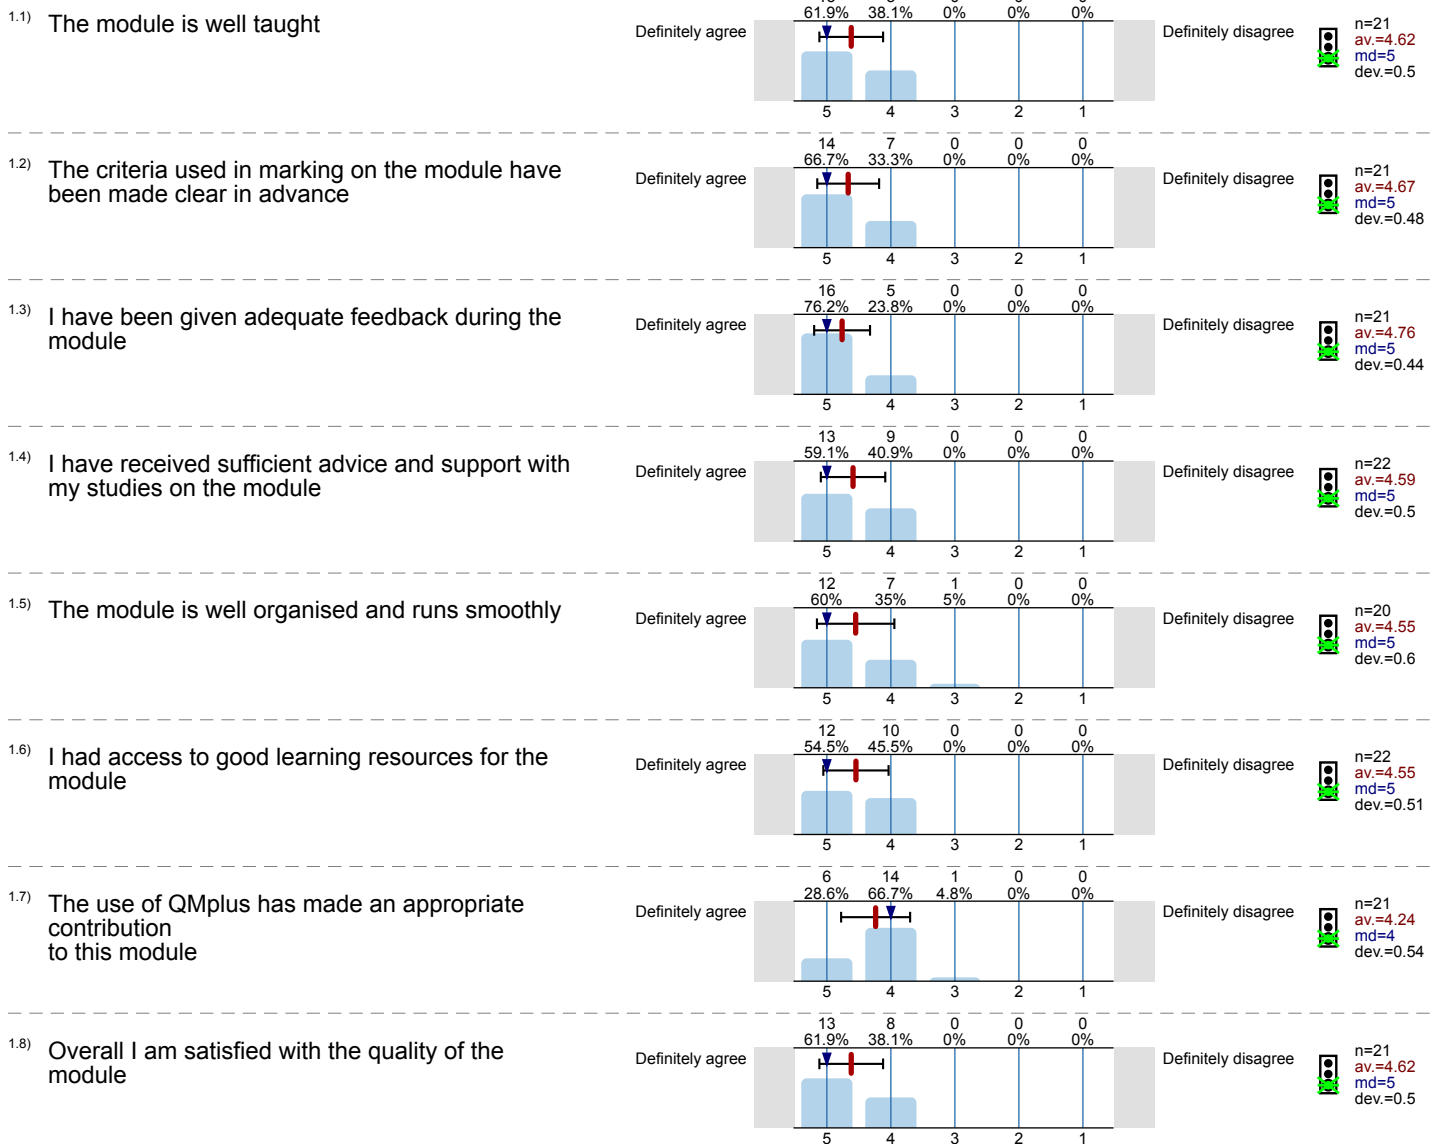 61.9% 38.1% 0% 0% 0%
1.1) The module is well taught
Definitely agree
Definitely disagree
n=21
av.=4.62
md=5
dev.=0.5
5 4 3 2 1
14 7 0 0 0
66.7% 33.3% 0% 0% 0%
1.2) The criteria used in marking on the module have
been made clear in advance
Definitely agree
Definitely disagree
n=21
av.=4.67
md=5
dev.=0.48
5 4 3 2 1
16 5 0 0 0
76.2% 23.8% 0% 0% 0%
1.3) I have been given adequate feedback during the
module
Definitely agree
Definitely disagree
n=21
av.=4.76
md=5
dev.=0.44
5 4 3 2 1
13 9 0 0 0
59.1% 40.9% 0% 0% 0%
1.4) I have received sufficient advice and support with
my studies on the module
Definitely agree
Definitely disagree
n=22
av.=4.59
md=5
dev.=0.5
5 4 3 2 1
12 7 1 0 0
60% 35% 5% 0% 0%
1.5) The module is well organised and runs smoothly
Definitely agree
Definitely disagree
n=20
av.=4.55
md=5
dev.=0.6
5 4 3 2 1
12 10 0 0 0
54.5% 45.5% 0% 0% 0%
1.6) I had access to good learning resources for the
module
Definitely agree
Definitely disagree
n=22
av.=4.55
md=5
dev.=0.51
5 4 3 2 1
6 14 1 0 0
28.6% 66.7% 4.8% 0% 0%
1.7) The use of QMplus has made an appropriate
contribution
to this module
Definitely agree
Definitely disagree
n=21
av.=4.24
md=4
dev.=0.54
5 4 3 2 1
13 8 0 0 0
61.9% 38.1% 0% 0% 0%
1.8) Overall I am satisfied with the quality of the
module
Definitely agree
Definitely disagree
n=21
av.=4.62
md=5
dev.=0.5
5 4 3 2 1